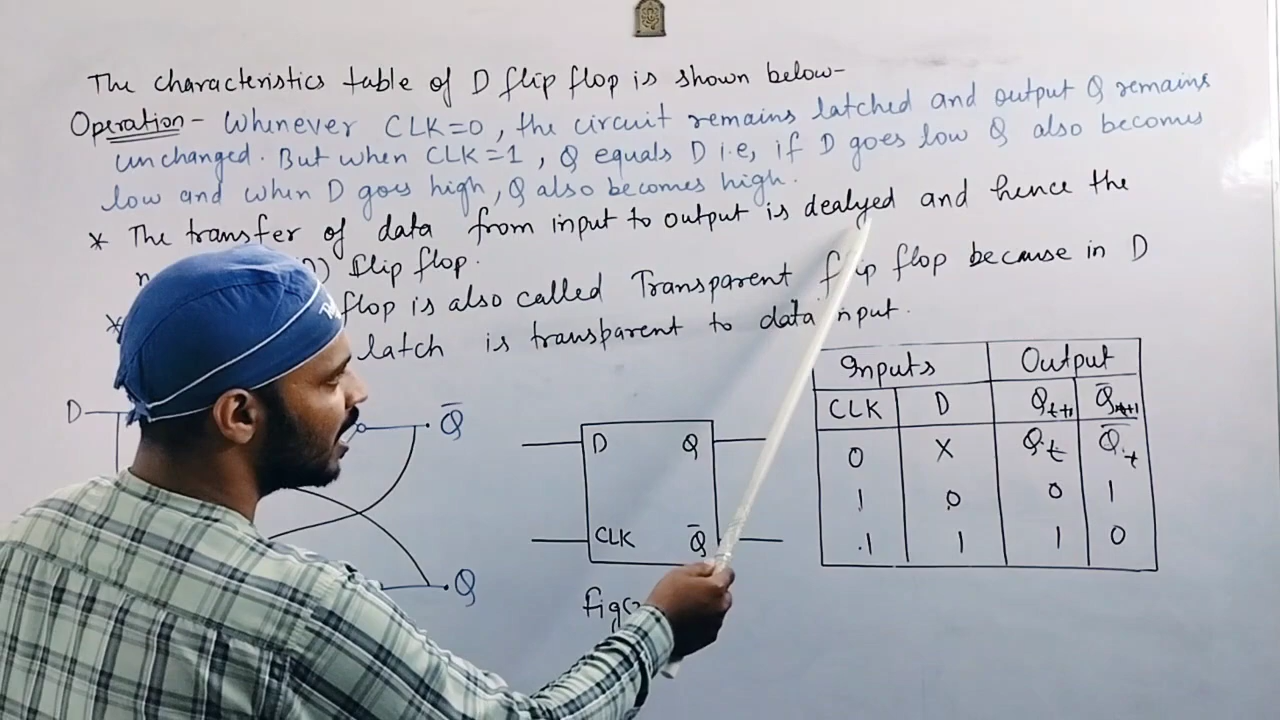 The characteristics table of D flip flop is shown below-
Operation - Whenever CLK=0, the circuit remains latched and output Q remains
unchanged. But when CLK=1, Q equals D i.e, if D goes low Q also becomes
low and when D goes high, Q also becomes high.
* The transfer of data from input to output is dealyed and hence the
flip flop.
* flop is also called Transparent flip flop because in D
latch is transparent to data input.
Inputs Output
CLK D Qt+1
0 X Qt Q̅t
1 0 0 1
1 1 1 0
D
Q̅
Q
D Q
CLK Q̅
fig(